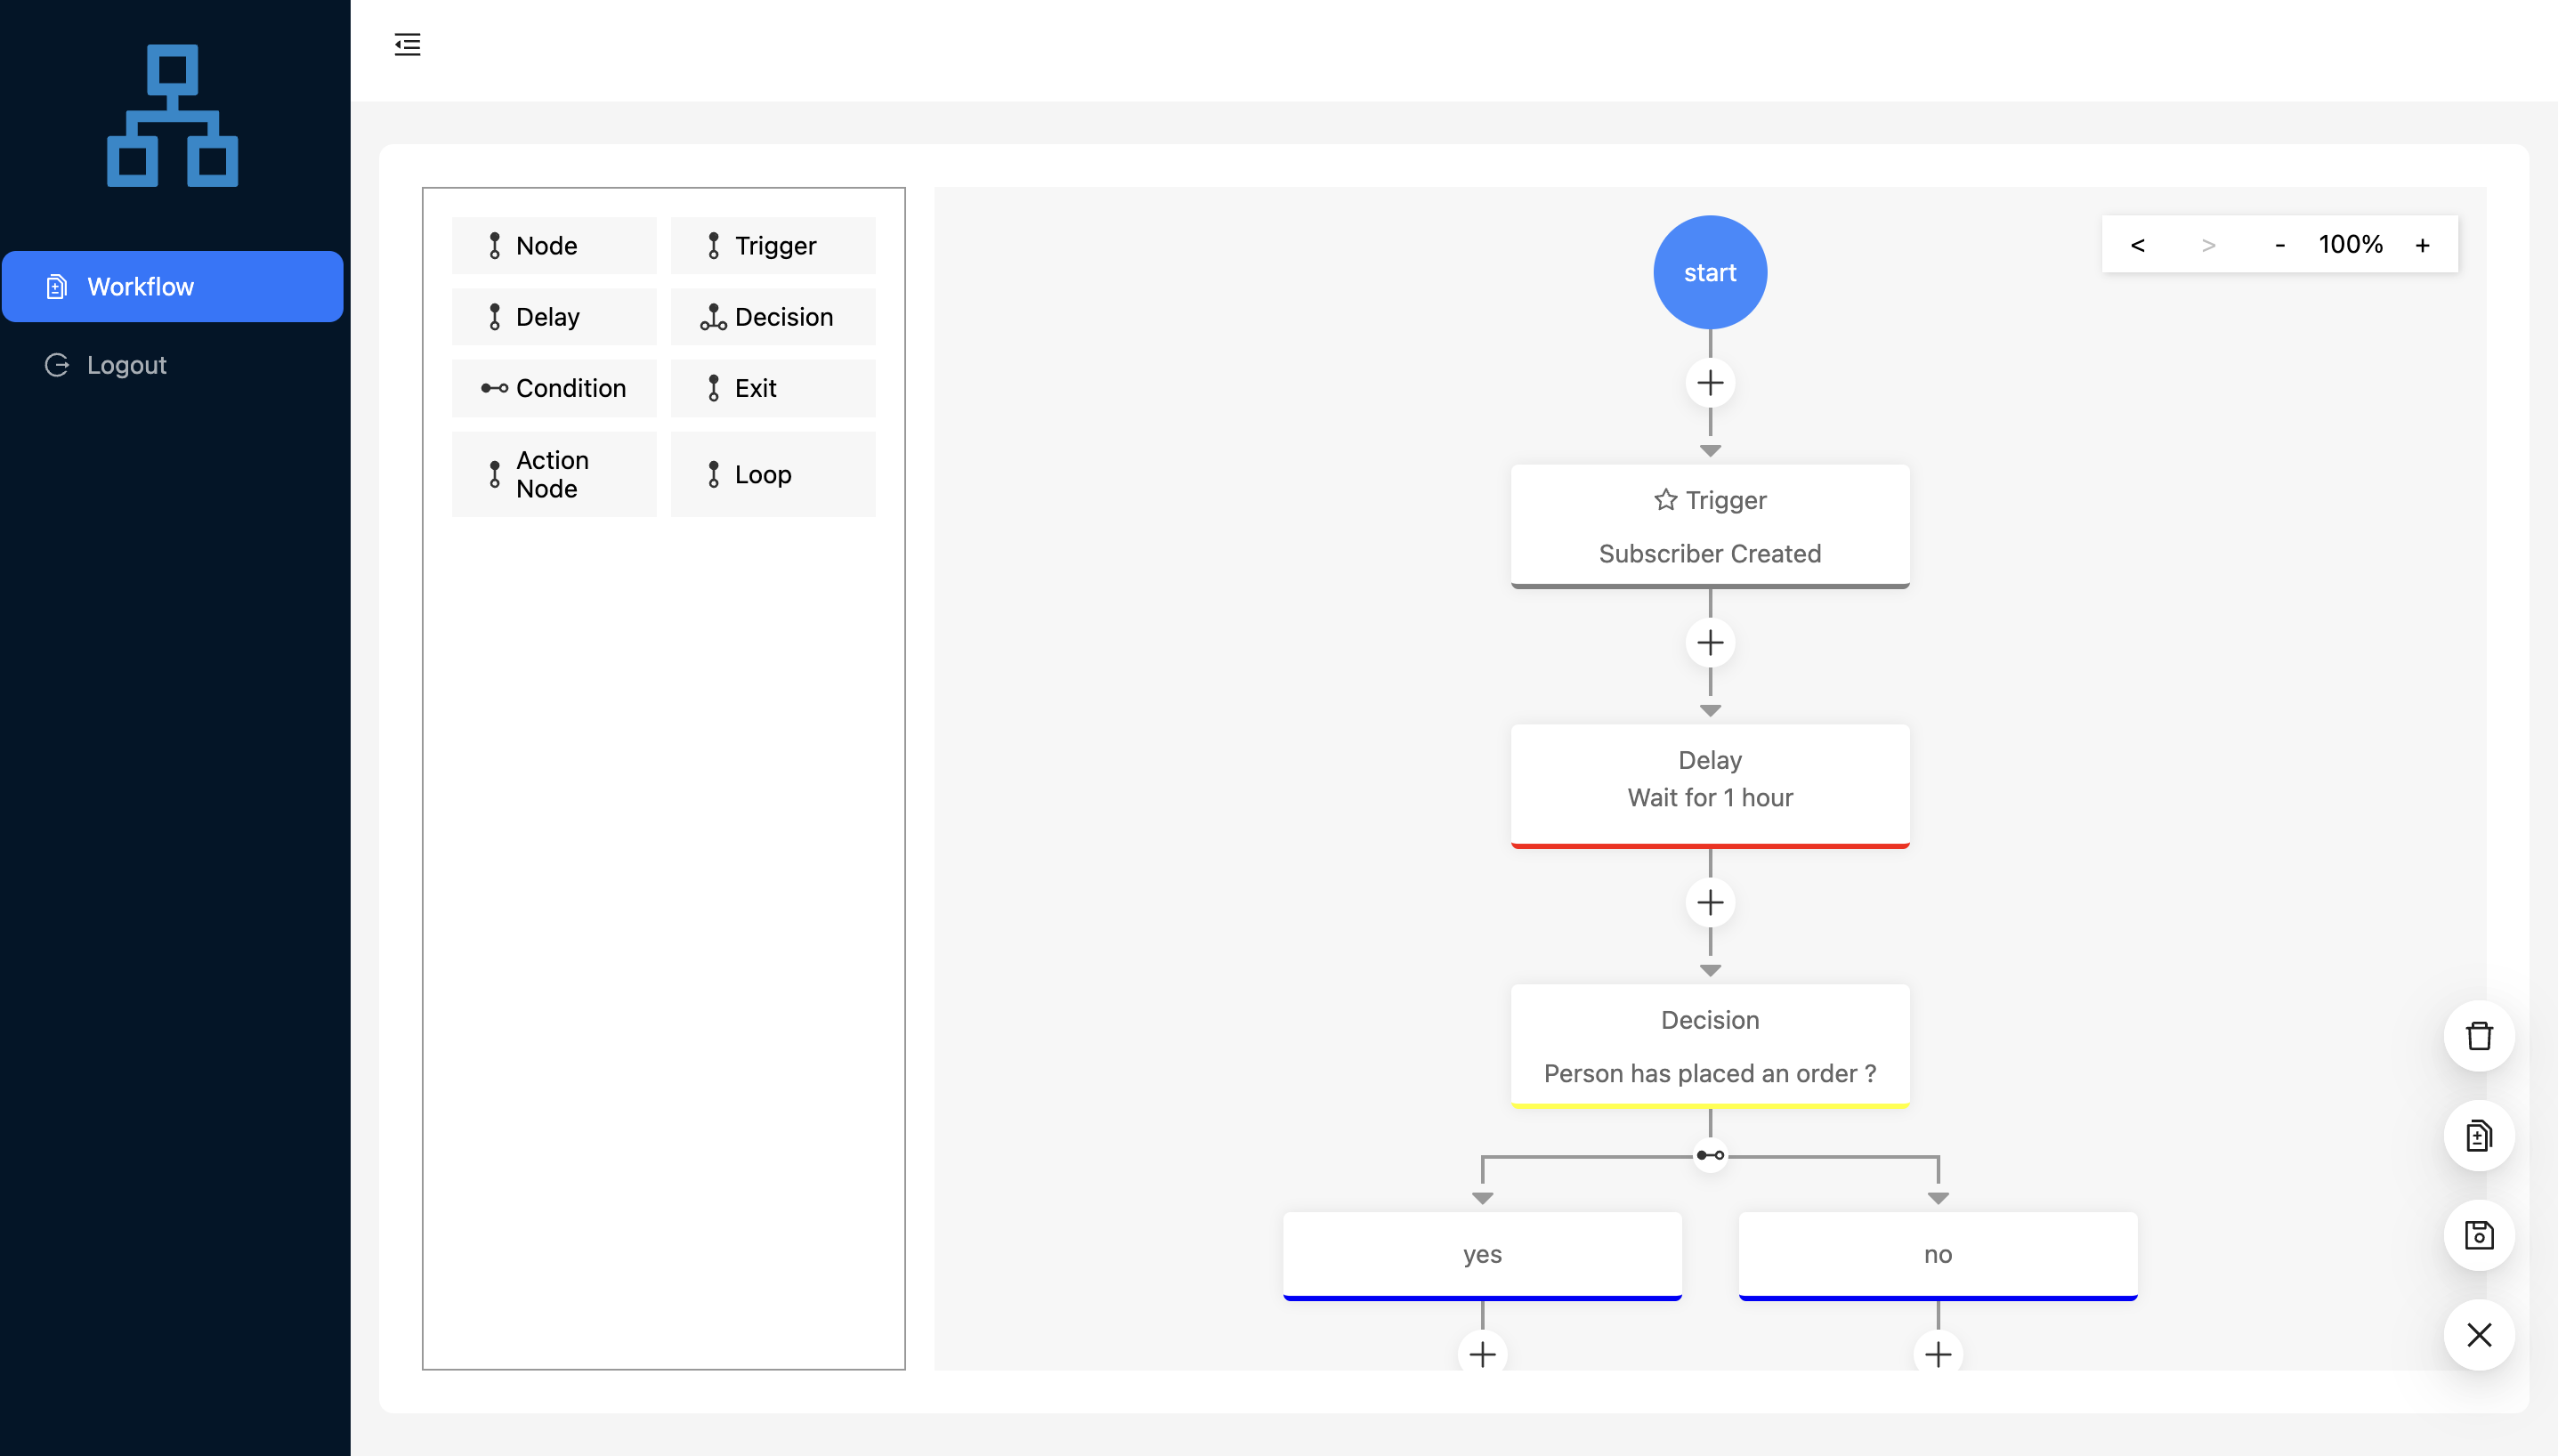 Workflow
Logout
Node
Trigger
Delay
Decision
Condition
Exit
Action
Node
Loop
< > - 100% +
start
Trigger
Subscriber Created
Delay
Wait for 1 hour
Decision
Person has placed an order ?
yes
no